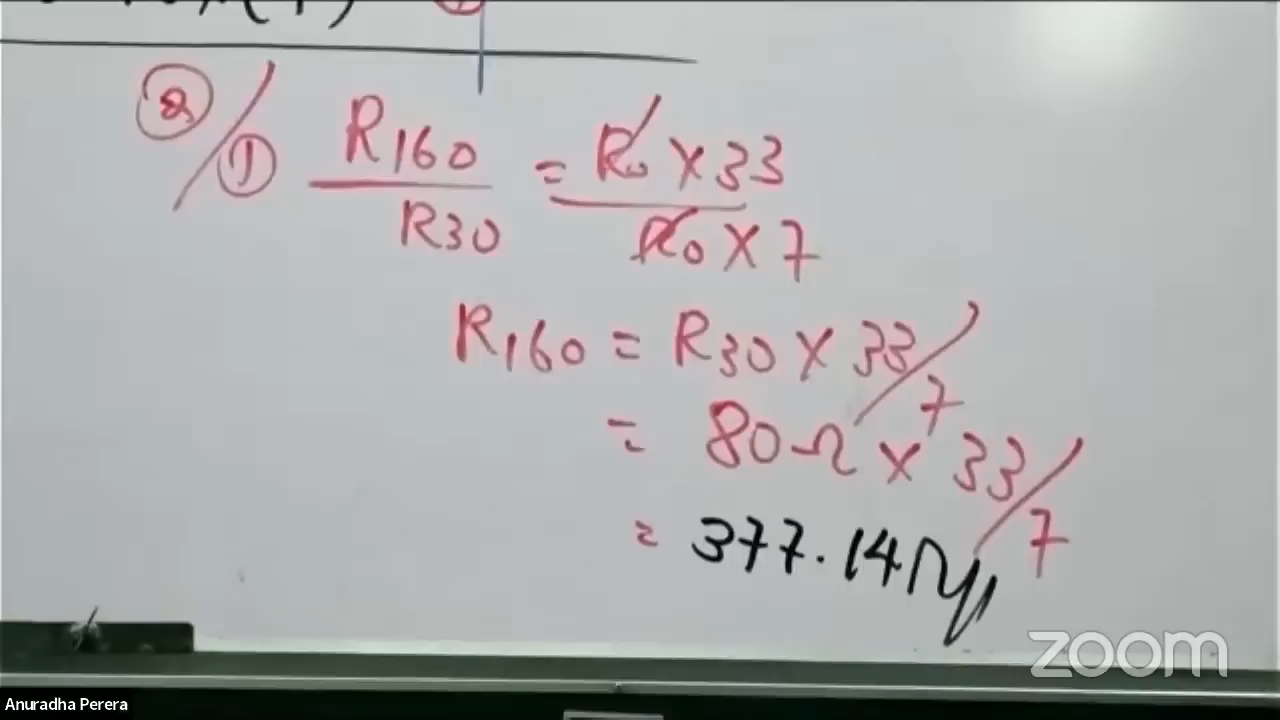 ②/① R160/R30 = R₀ × 33/R₀ × 7
R160 = R30 × 33/7
= 80Ω × 33/7
= 377.14Ω
zoom
Anuradha Perera